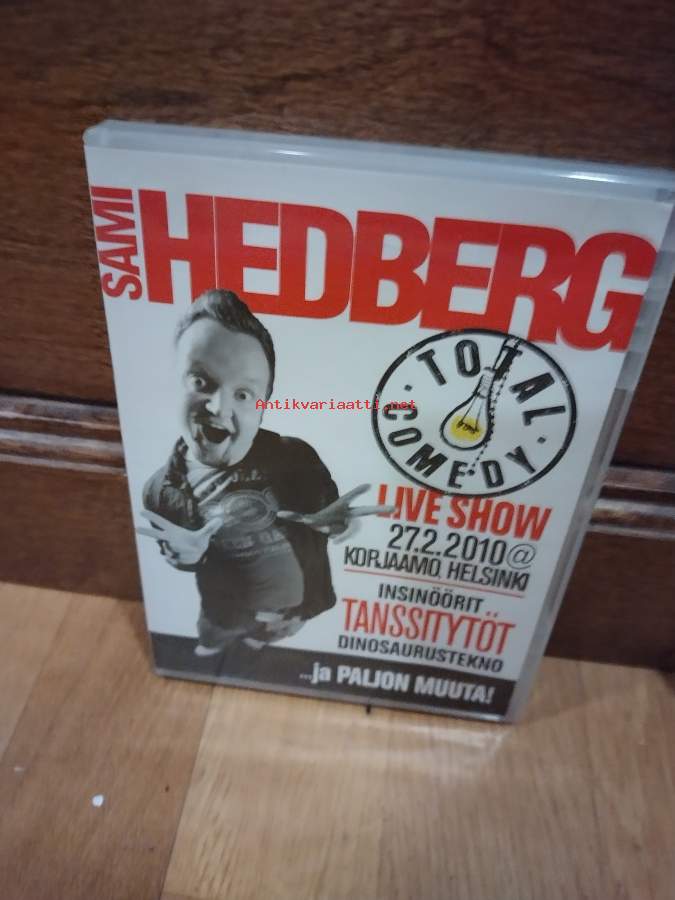 SAMI
HEDBERG
TOTAL
COMEDY
Antikvariaatti.net
LIVE SHOW
27.2.2010@
KORJAAMO, HELSINKI
INSINÖÖRIT
TANSSITYTÖT
DINOSAURUSTEKNO
...ja PALJON MUUTA!